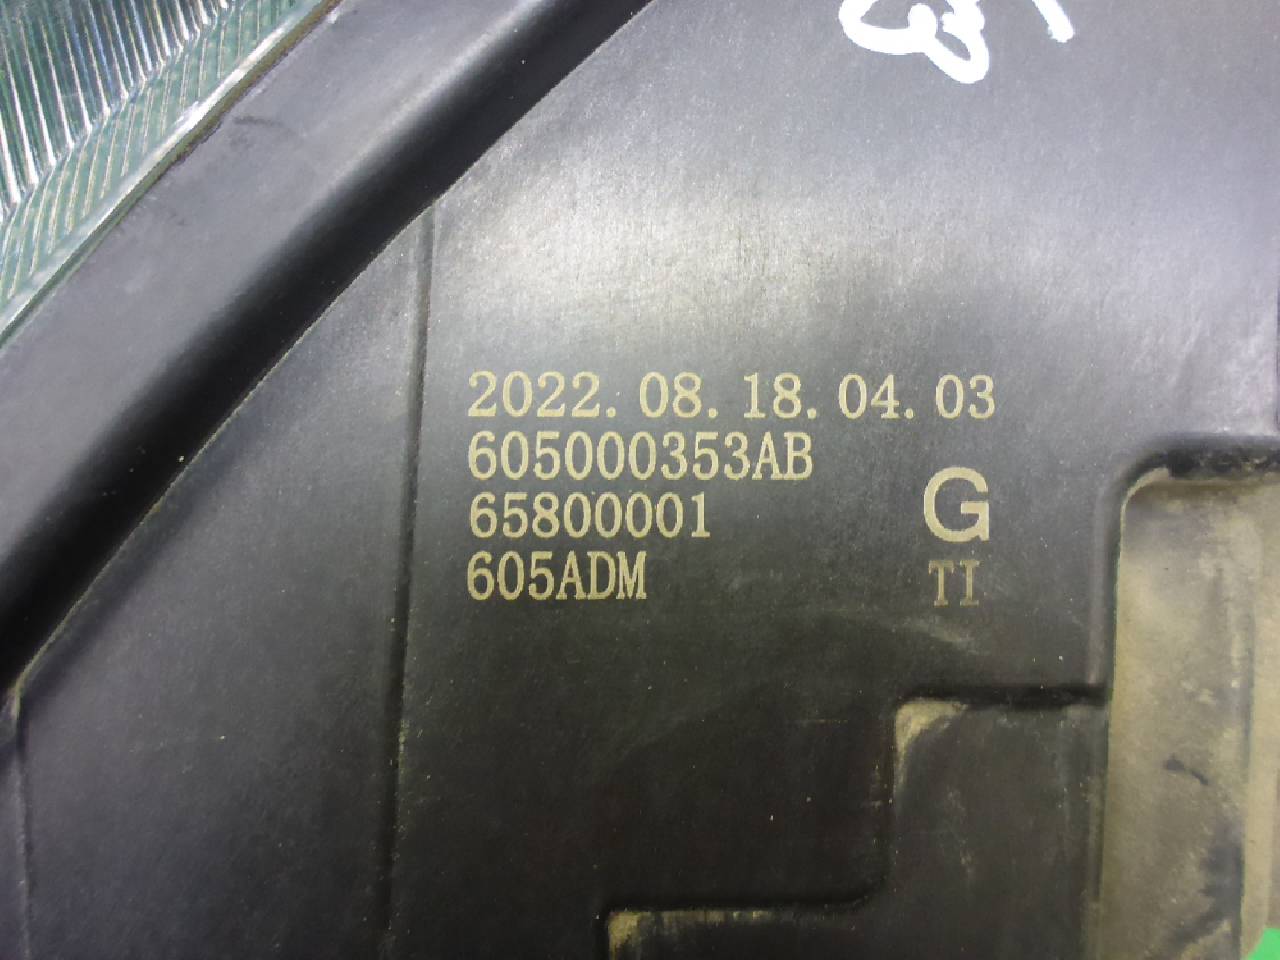 2022.08.18.04.03
605000353AB
65800001
G
605ADM
TI